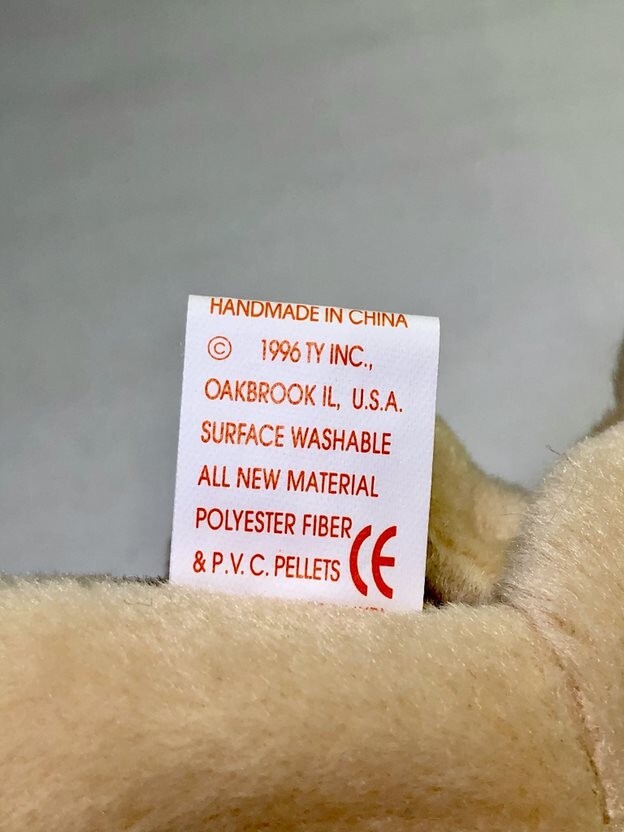 HANDMADE IN CHINA
© 1996 TY INC.,
OAKBROOK IL, U.S.A.
SURFACE WASHABLE
ALL NEW MATERIAL
POLYESTER FIBER
& P.V.C. PELLETS CE